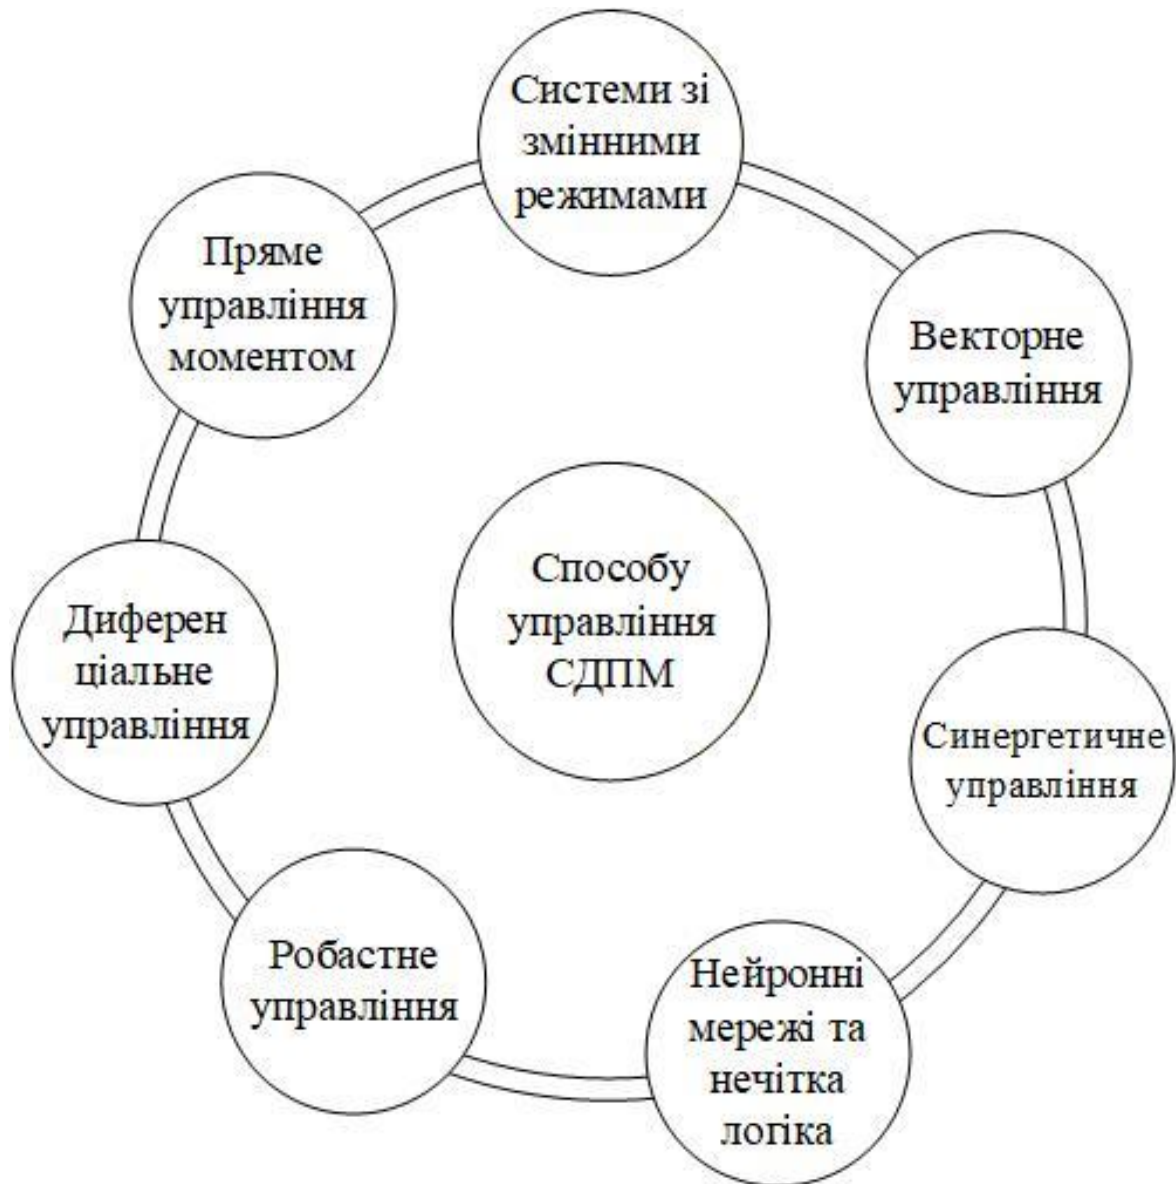 Системи зі
змінними
режимами
Пряме
управління
моментом
Векторне
управління
Способу
управління
СДПМ
Диферен
ціальне
управління
Синергетичне
управління
Робастне
управління
Нейронні
мережі та
нечітка
логіка